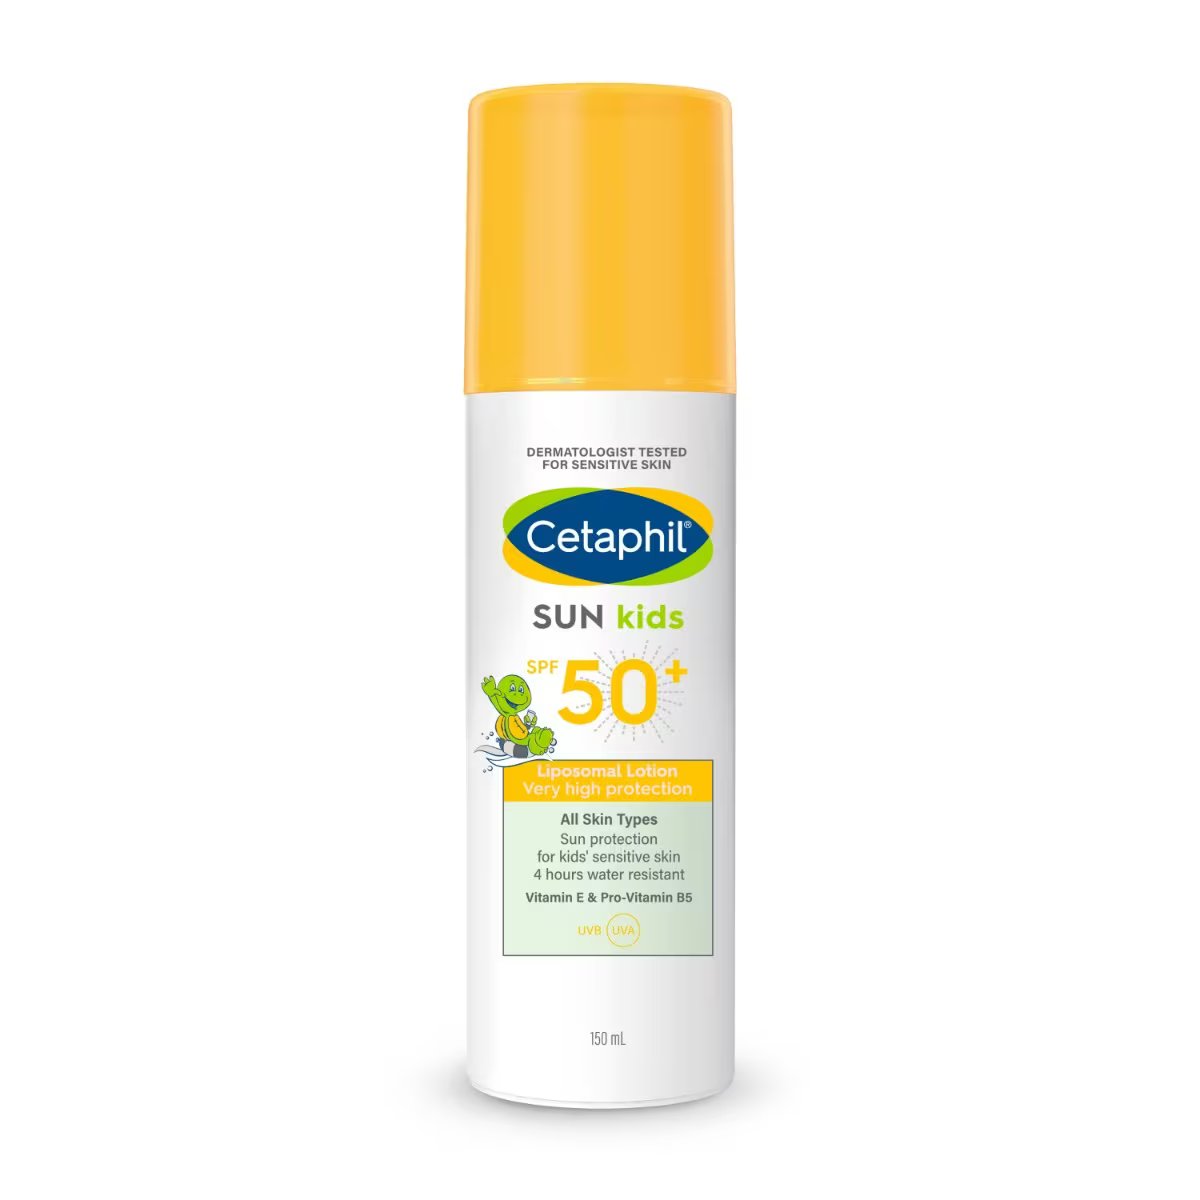 DERMATOLOGIST TESTED
FOR SENSITIVE SKIN
Cetaphil®
SUN kids
SPF 50+
Liposomal Lotion
Very high protection
All Skin Types
Sun protection
for kids' sensitive skin
4 hours water resistant
Vitamin E & Pro-Vitamin B5
UVB UVA
150 mL